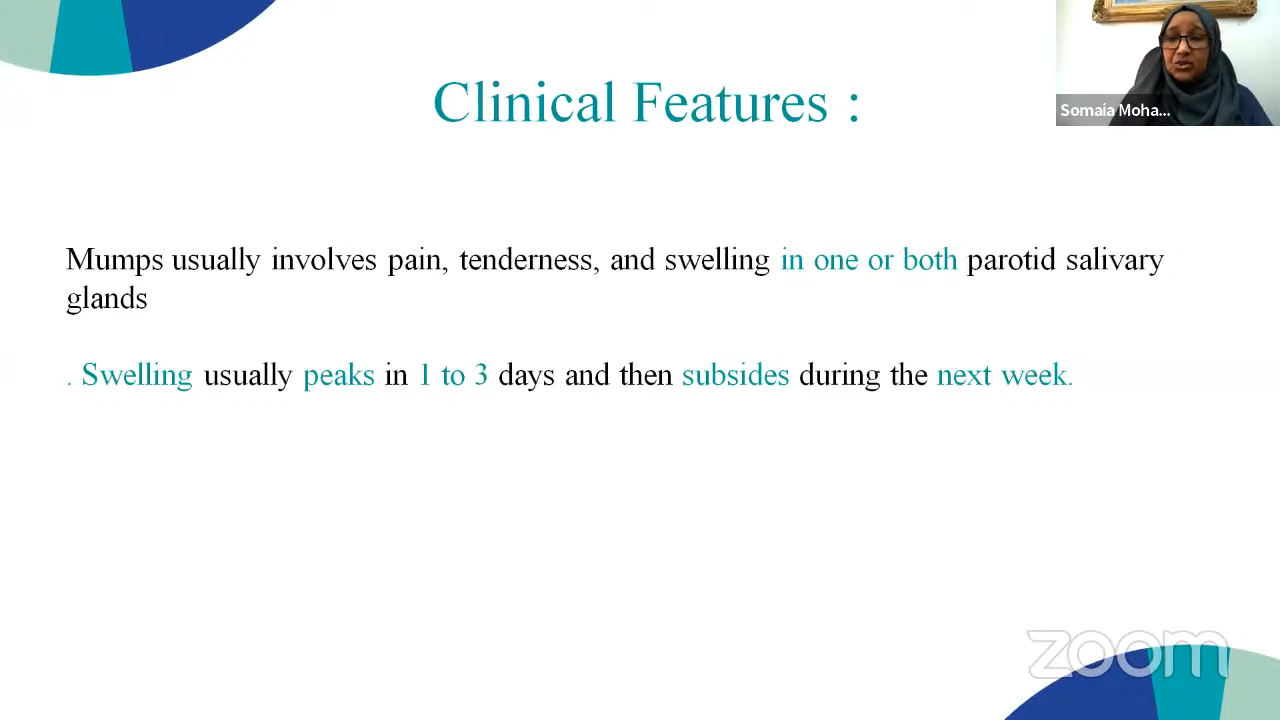 Clinical Features :
Somaia Moha...
Mumps usually involves pain, tenderness, and swelling in one or both parotid salivary
glands
. Swelling usually peaks in 1 to 3 days and then subsides during the next week.
zoom